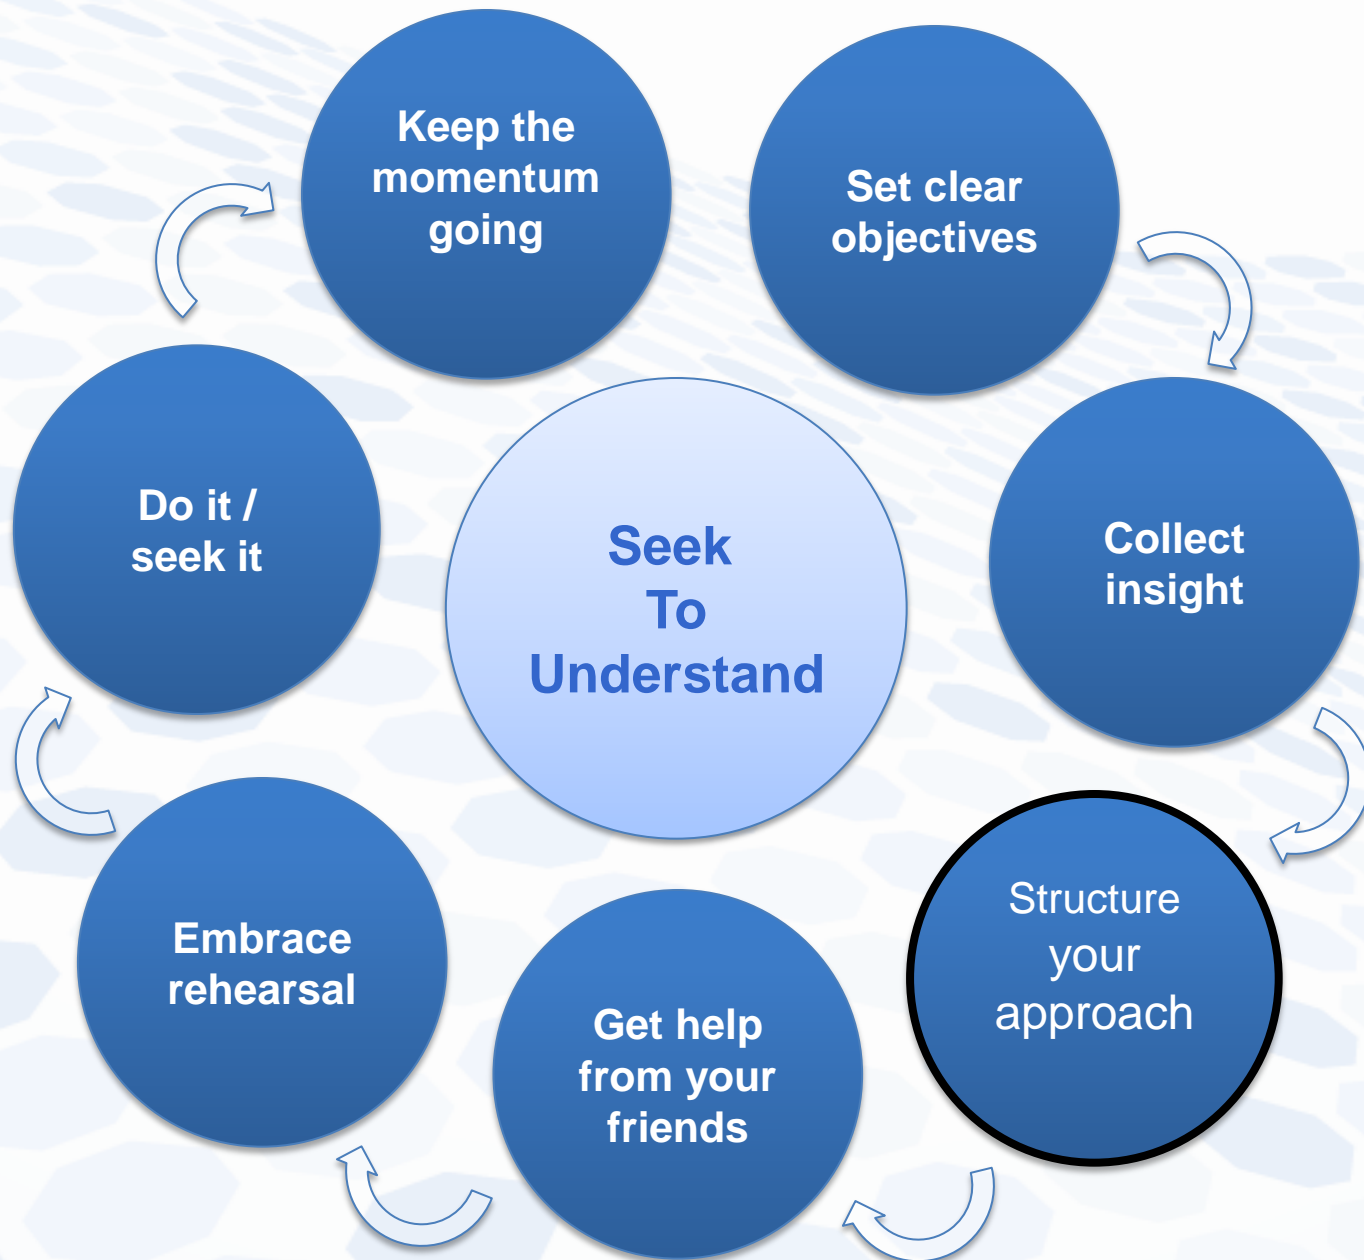 Keep the
momentum
going
Set clear
objectives
Do it /
seek it
Seek
To
Understand
Collect
insight
Structure
your
approach
Embrace
rehearsal
Get help
from your
friends